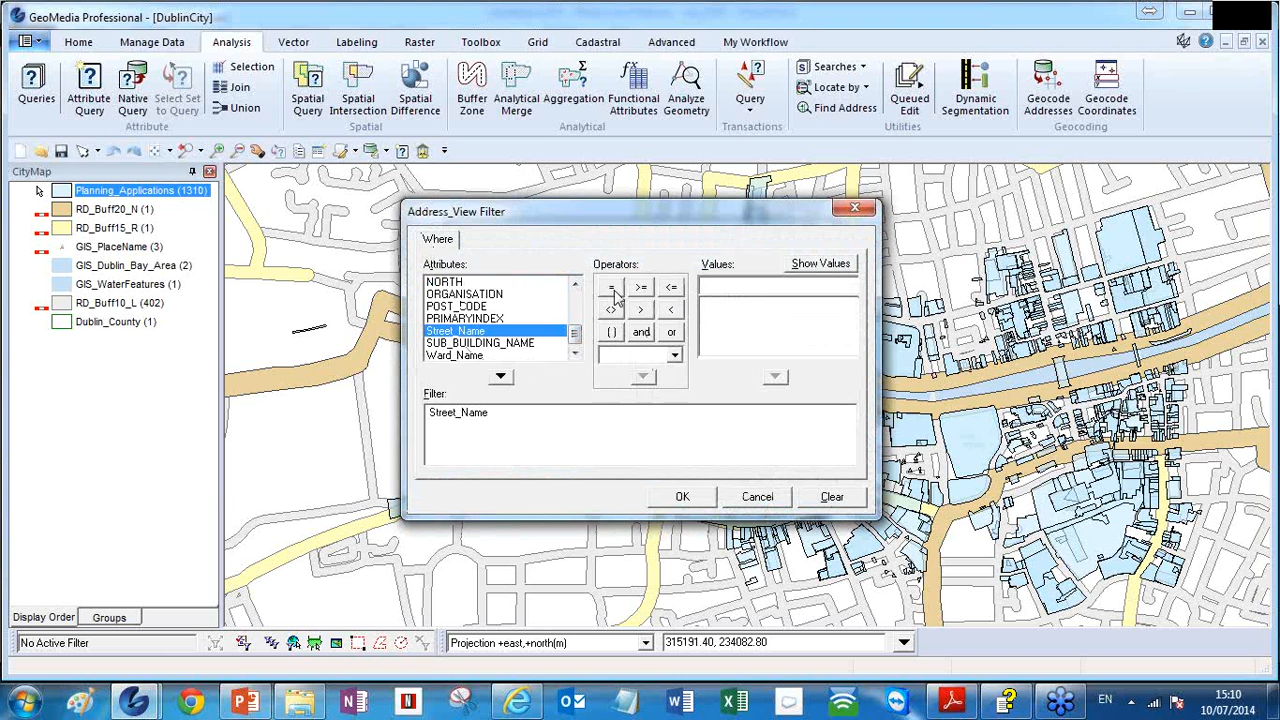 GeoMedia Professional - [DublinCity]
Home Manage Data Analysis Vector Labeling Raster Toolbox Grid Cadastral Advanced My Workflow
Queries
Attribute Query
Native Query
Select Set to Query
Selection
Join
Union
Attribute
Spatial Query
Spatial Intersection
Spatial Difference
Spatial
Buffer Zone
Analytical Merge
Aggregation
Functional Attributes
Analyze Geometry
Analytical
Query
Transactions
Searches
Locate by
Find Address
Queued Edit
Dynamic Segmentation
Utilities
Geocode Addresses
Geocode Coordinates
Geocoding
CityMap
Planning_Applications (1310)
RD_Buff20_N (1)
RD_Buff15_R (1)
GIS_PlaceName (3)
GIS_Dublin_Bay_Area (2)
GIS_WaterFeatures (1)
RD_Buff10_L (402)
Dublin_County (1)
Display Order Groups
Address_View Filter
Where
Attributes:
NORTH
ORGANISATION
POST_CODE
PRIMARYINDEX
Street_Name
SUB_BUILDING_NAME
Ward_Name
Operators:
= >= <=
<> > <
( ) and or
Values: Show Values
Filter:
Street_Name
OK Cancel Clear
No Active Filter
Projection +east,+north(m)
315191.40, 234082.80
EN
15:10
10/07/2014